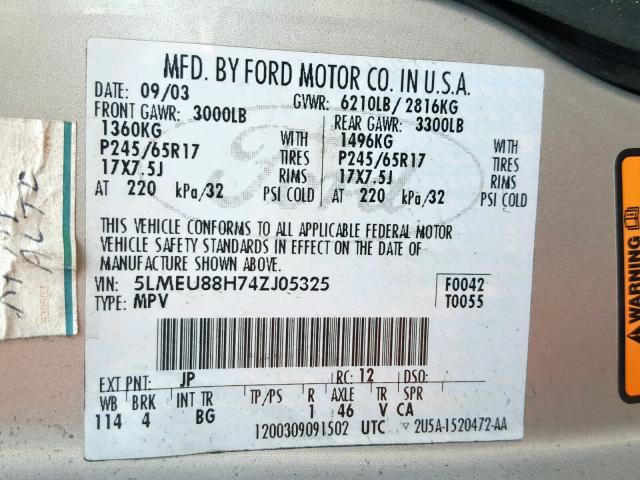 MFD. BY FORD MOTOR CO. IN U.S.A.
DATE: 09/03 GVWR: 6210LB/ 2816KG
FRONT GAWR: 3000LB REAR GAWR: 3300LB
1360KG WITH 1496KG WITH
P245/65R17 TIRES P245/65R17 TIRES
17X7.5J RIMS 17X7.5J RIMS
AT 220 kPa/32 PSI COLD AT 220 kPa/32 PSI COLD
Ford
THIS VEHICLE CONFORMS TO ALL APPLICABLE FEDERAL MOTOR
VEHICLE SAFETY STANDARDS IN EFFECT ON THE DATE OF
MANUFACTURE SHOWN ABOVE.
VIN: 5LMEU88H74ZJ05325 F0042
TYPE: MPV T0055
EXT PNT: JP RC: 12 DSO:
WB BRK INT TR TP/PS R AXLE TR SPR
114 4 BG 1 46 V CA
1200309091502 UTC 2U5A-1520472-AA
WARNING